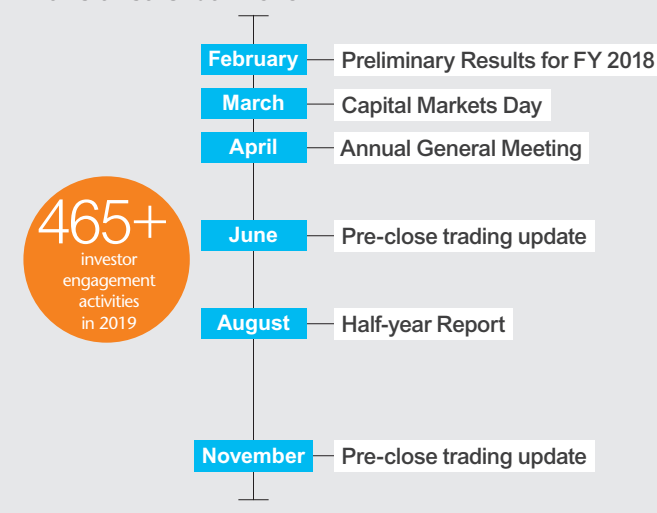 February
Preliminary Results for FY 2018
March
Capital Markets Day
April
Annual General Meeting
465+
investor
engagement
activities
in 2019
June
Pre-close trading update
August
Half-year Report
November
Pre-close trading update